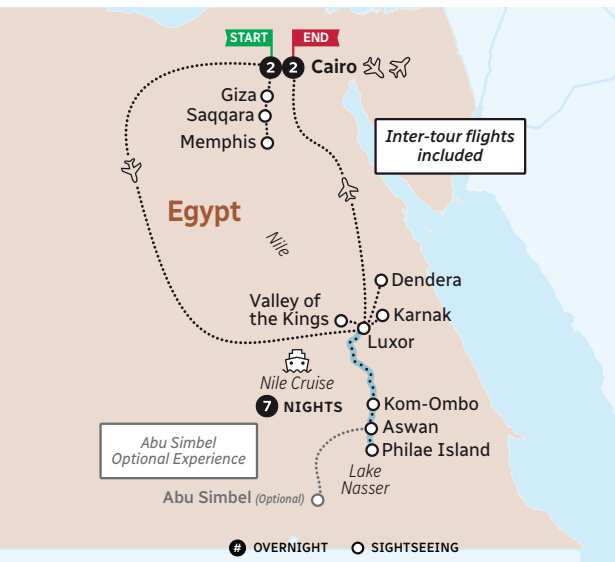 START
END
2
2
Cairo
Giza
Saqqara
Memphis
Inter-tour flights
included
Egypt
Nile
Dendera
Valley of
the Kings
Karnak
Luxor
Nile Cruise
7 NIGHTS
Kom-Ombo
Aswan
Philae Island
Abu Simbel
Optional Experience
Lake
Nasser
Abu Simbel (Optional)
# OVERNIGHT
SIGHTSEEING